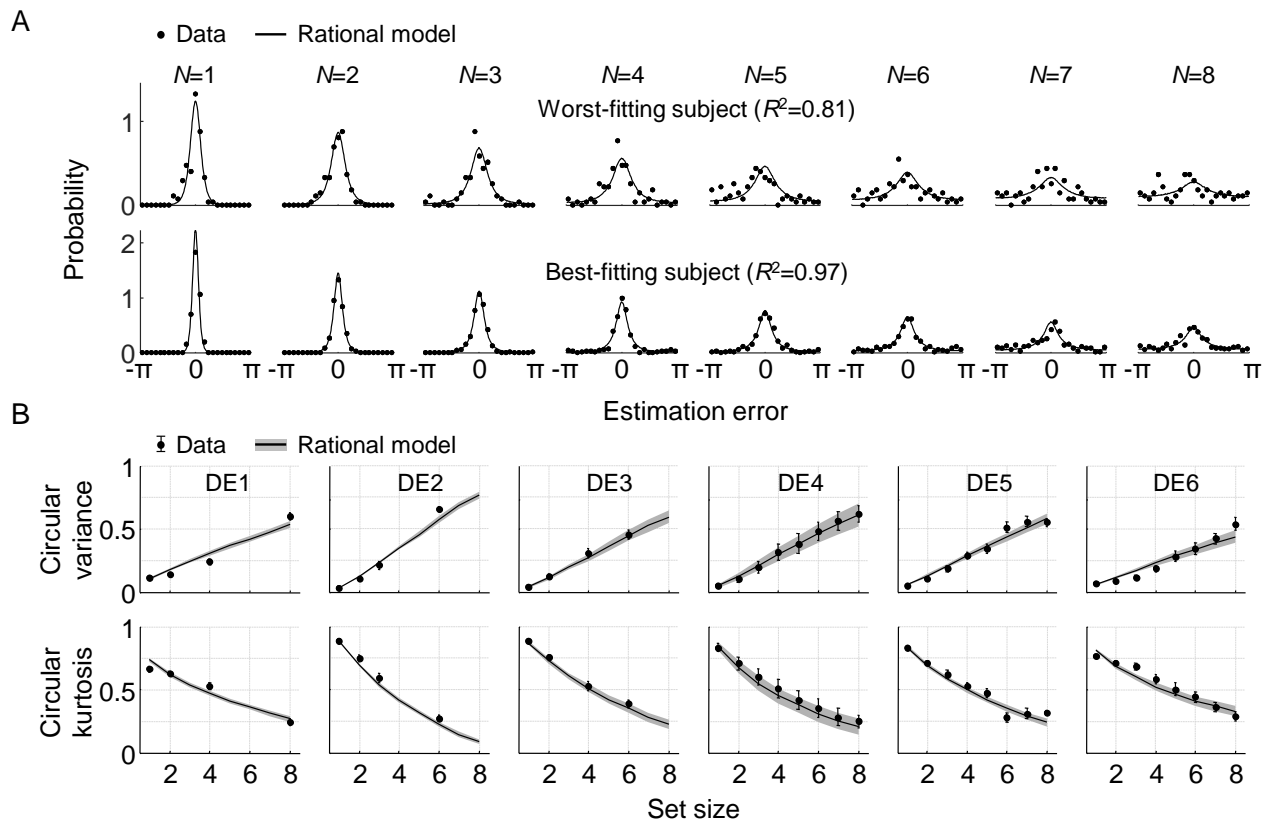 A
Data Rational model
N=1 N=2 N=3 N=4 N=5 N=6 N=7 N=8
Worst-fitting subject (R²=0.81)
1
0
Probability
2
Best-fitting subject (R²=0.97)
1
0
-π 0 π -π 0 π -π 0 π -π 0 π
Estimation error
B
Data Rational model
1
DE1 DE2 DE3 DE4 DE5 DE6
Circular variance
0.5
0
1
Circular kurtosis
0.5
0
2 4 6 8 2 4 6 8 2 4 6 8 2 4 6 8 2 4 6 8 2 4 6 8
Set size